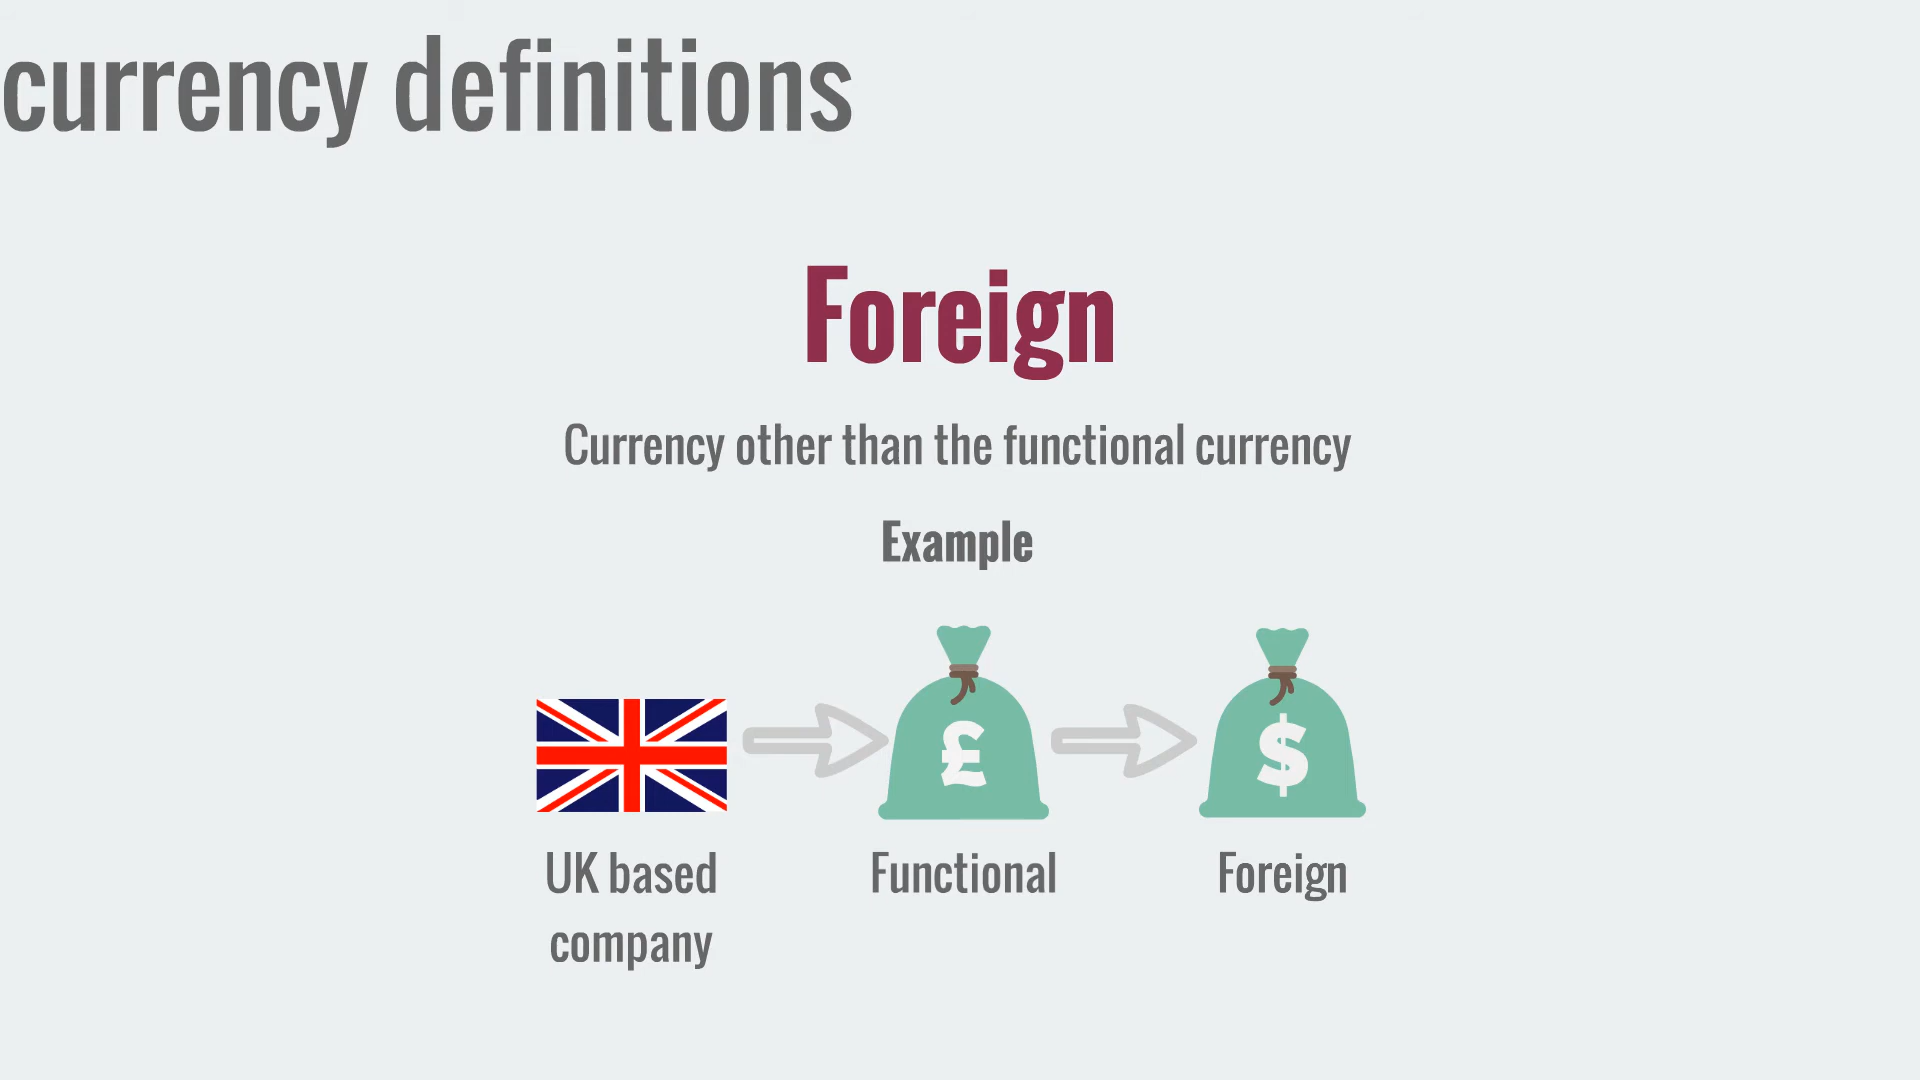 currency definitions
Foreign
Currency other than the functional currency
Example
£
$
UK based
company
Functional
Foreign